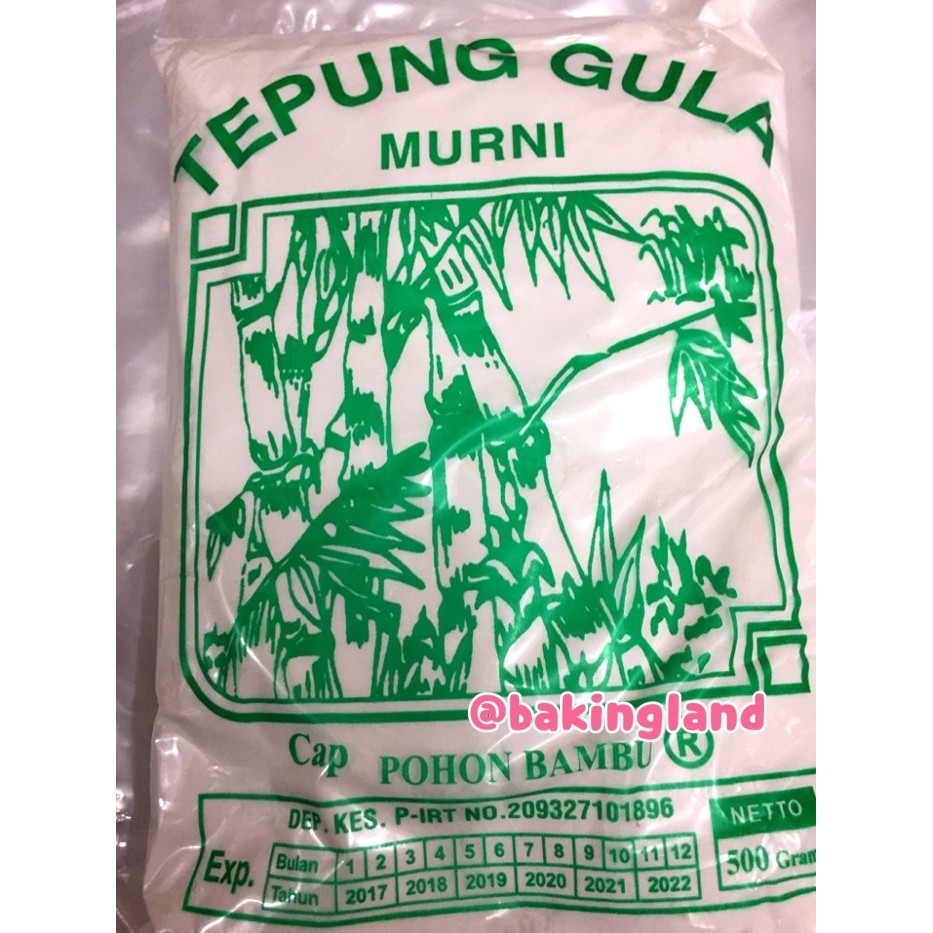 TEPUNG GULA
MURNI
@bakingland
Cap POHON BAMBU ®
DEP. KES. P-IRT NO.209327101896
NETTO
500 Gram
Exp.
Bulan 1 2 3 4 5 6 7 8 9 10 11 12
Tahun 2017 2018 2019 2020 2021 2022